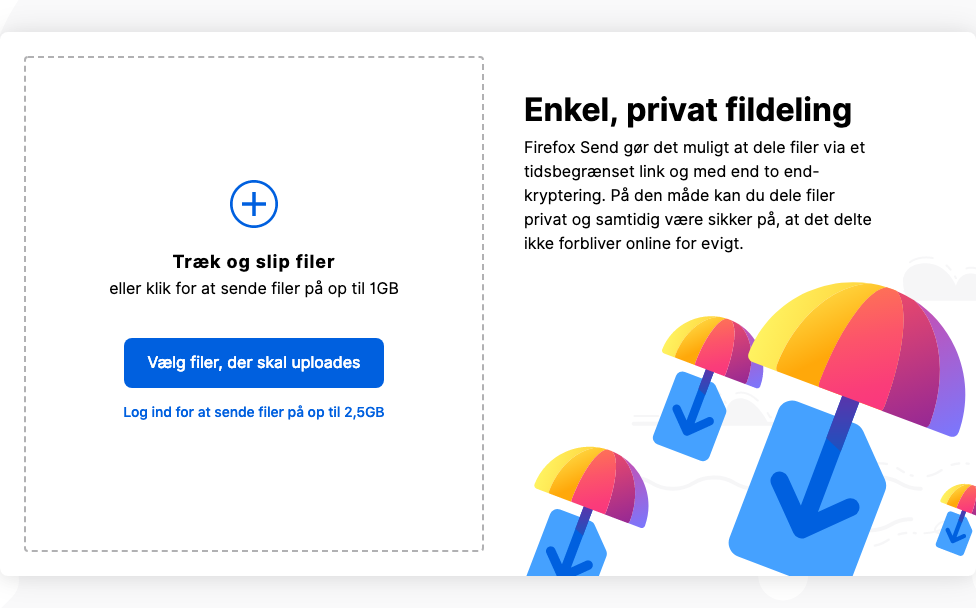 Træk og slip filer
eller klik for at sende filer på op til 1GB
Vælg filer, der skal uploades
Log ind for at sende filer på op til 2,5GB
Enkel, privat fildeling
Firefox Send gør det muligt at dele filer via et
tidsbegrænset link og med end to end-
kryptering. På den måde kan du dele filer
privat og samtidig være sikker på, at det delte
ikke forbliver online for evigt.